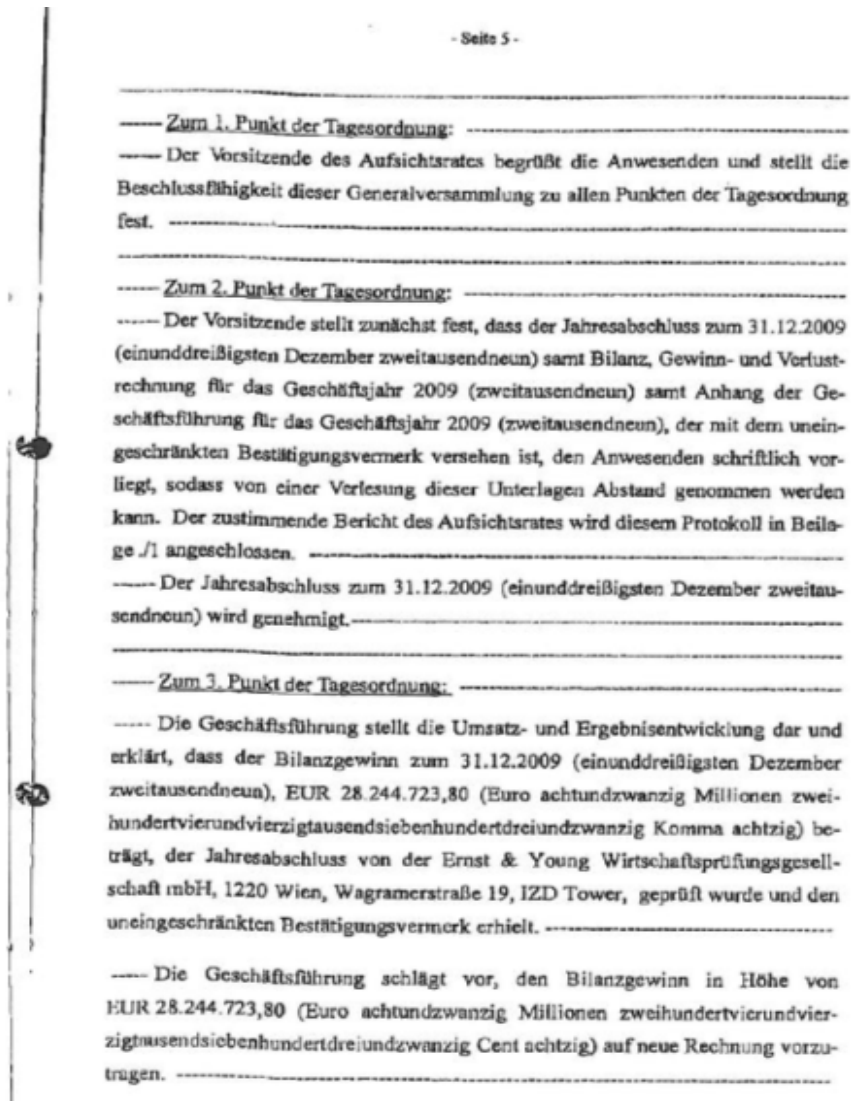 - Seite 5 -
------ Zum 1. Punkt der Tagesordnung: ------
------ Der Vorsitzende des Aufsichtsrates begrüßt die Anwesenden und stellt die
Beschlussfähigkeit dieser Generalversammlung zu allen Punkten der Tagesordnung
fest. ------
------ Zum 2. Punkt der Tagesordnung: ------
------ Der Vorsitzende stellt zunächst fest, dass der Jahresabschluss zum 31.12.2009
(einunddreißigsten Dezember zweitausendneun) samt Bilanz, Gewinn- und Verlust-
rechnung für das Geschäftsjahr 2009 (zweitausendneun) samt Anhang der Ge-
schäftsführung für das Geschäftsjahr 2009 (zweitausendneun), der mit dem unein-
geschränkten Bestätigungsvermerk versehen ist, den Anwesenden schriftlich vor-
liegt, sodass von einer Verlesung dieser Unterlagen Abstand genommen werden
kann. Der zustimmende Bericht des Aufsichtsrates wird diesem Protokoll in Beila-
ge ./1 angeschlossen. ------
------ Der Jahresabschluss zum 31.12.2009 (einunddreißigsten Dezember zweitau-
sendneun) wird genehmigt. ------
------ Zum 3. Punkt der Tagesordnung: ------
----- Die Geschäftsführung stellt die Umsatz- und Ergebnisentwicklung dar und
erklärt, dass der Bilanzgewinn zum 31.12.2009 (einunddreißigsten Dezember
zweitausendneun), EUR 28.244.723,80 (Euro achtundzwanzig Millionen zwei-
hundertvierundvierzigtausendsiebenhundertdreiundzwanzig Komma achtzig) be-
trägt, der Jahresabschluss von der Ernst & Young Wirtschaftsprüfungsgesell-
schaft mbH, 1220 Wien, Wagramerstraße 19, IZD Tower, geprüft wurde und den
uneingeschränkten Bestätigungsvermerk erhielt. ------
----- Die Geschäftsführung schlägt vor, den Bilanzgewinn in Höhe von
EUR 28.244.723,80 (Euro achtundzwanzig Millionen zweihundertvierundvier-
zigtausendsiebenhundertdreiundzwanzig Cent achtzig) auf neue Rechnung vorzu-
tragen. ------